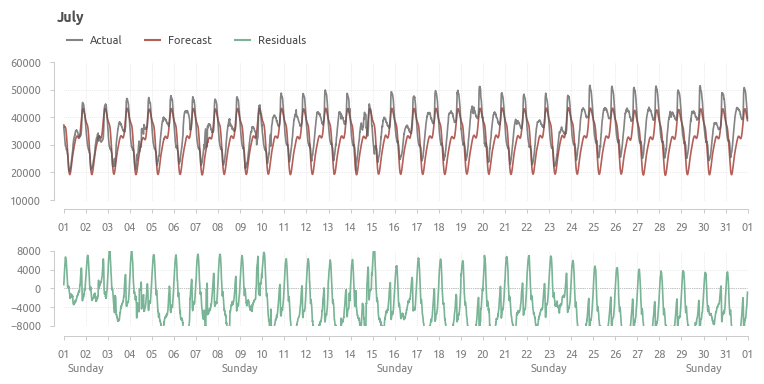 July
Actual Forecast Residuals
60000
50000
40000
30000
20000
10000
01 02 03 04 05 06 07 08 09 10 11 12 13 14 15 16 17 18 19 20 21 22 23 24 25 26 27 28 29 30 31 01
8000
4000
0
−4000
−8000
01 02 03 04 05 06 07 08 09 10 11 12 13 14 15 16 17 18 19 20 21 22 23 24 25 26 27 28 29 30 31 01
Sunday Sunday Sunday Sunday Sunday